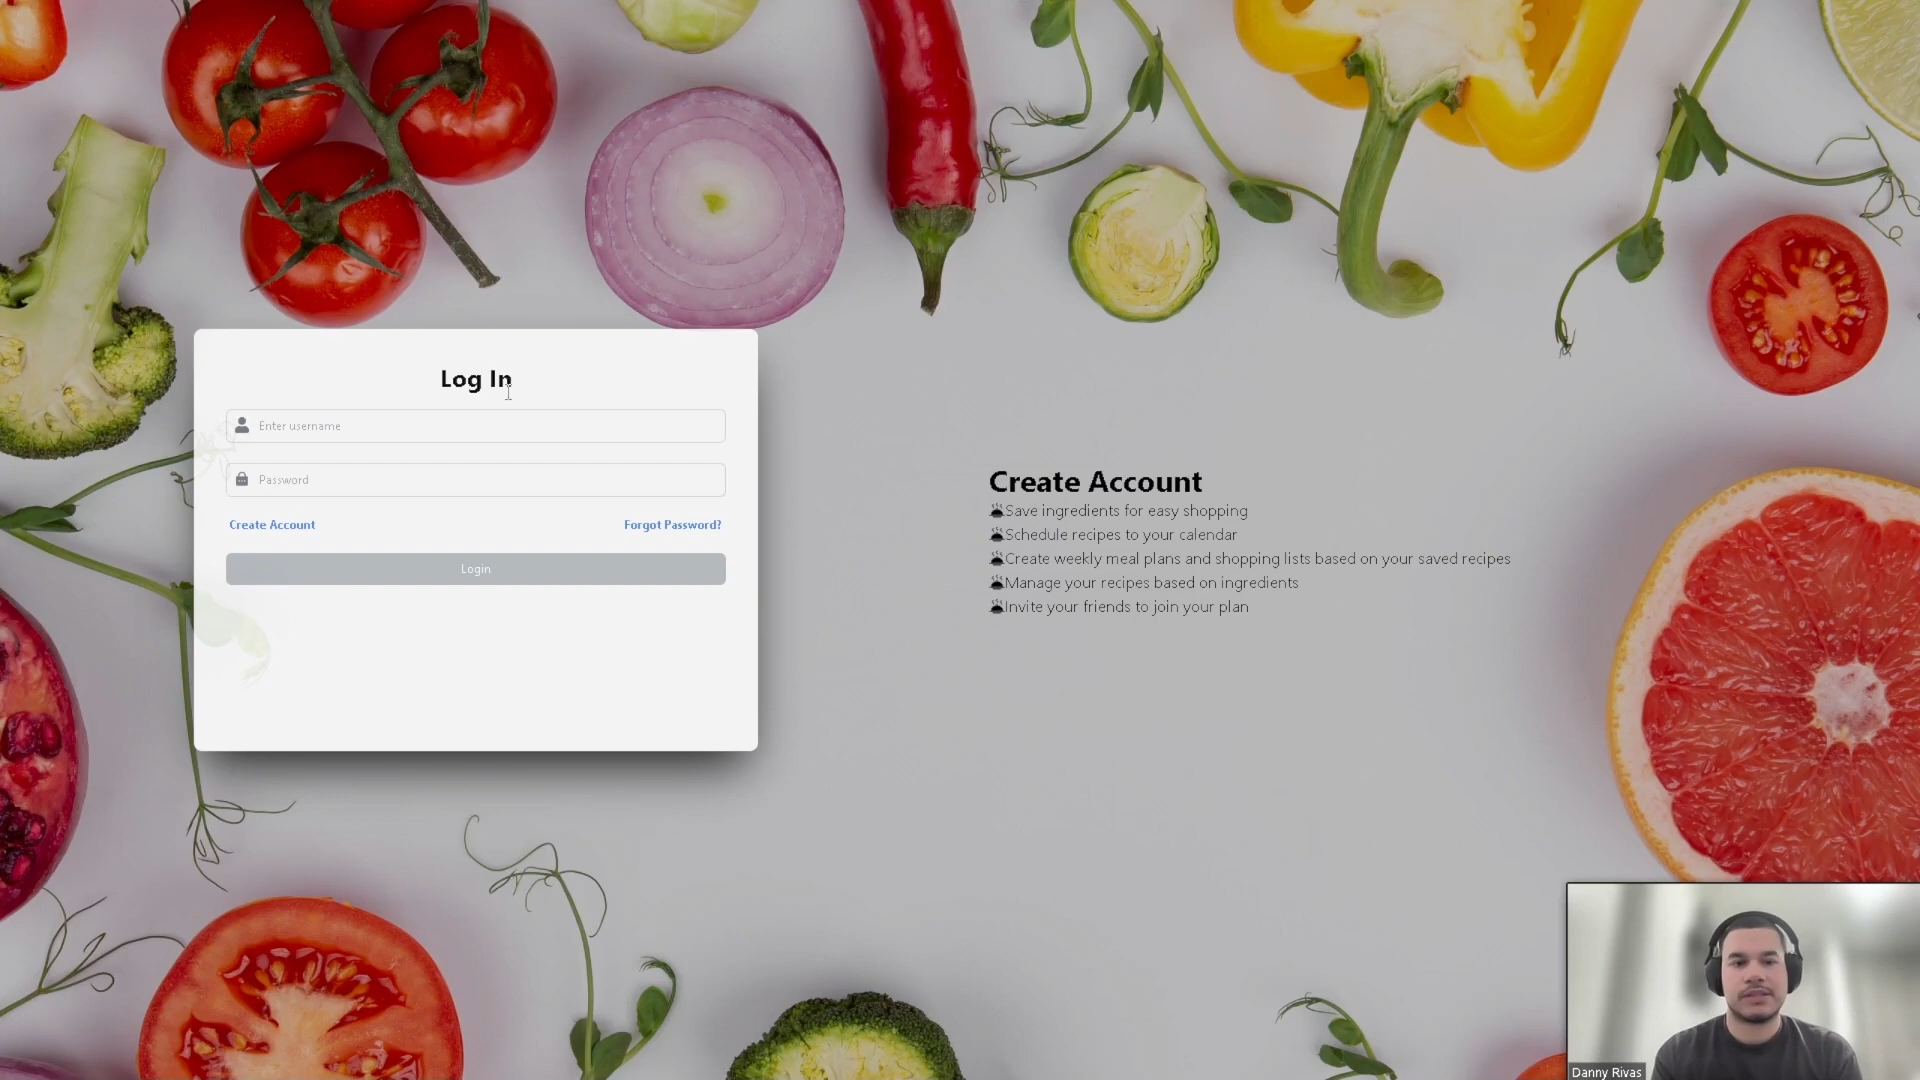 Log In
Enter username
Password
Create Account
Forgot Password?
Login
Create Account
Save ingredients for easy shopping
Schedule recipes to your calendar
Create weekly meal plans and shopping lists based on your saved recipes
Manage your recipes based on ingredients
Invite your friends to join your plan
Danny Rivas